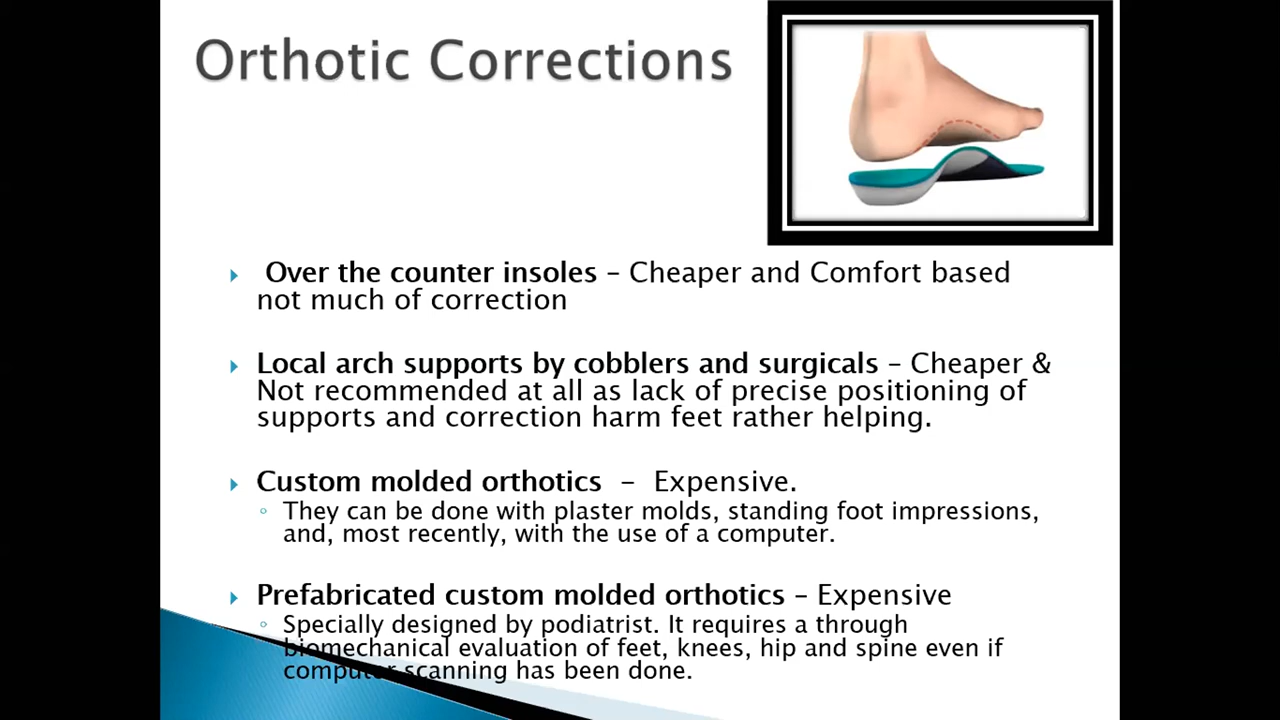 Orthotic Corrections
Over the counter insoles – Cheaper and Comfort based
not much of correction
Local arch supports by cobblers and surgicals – Cheaper &
Not recommended at all as lack of precise positioning of
supports and correction harm feet rather helping.
Custom molded orthotics – Expensive.
They can be done with plaster molds, standing foot impressions,
and, most recently, with the use of a computer.
Prefabricated custom molded orthotics – Expensive
Specially designed by podiatrist. It requires a through
biomechanical evaluation of feet, knees, hip and spine even if
computer scanning has been done.